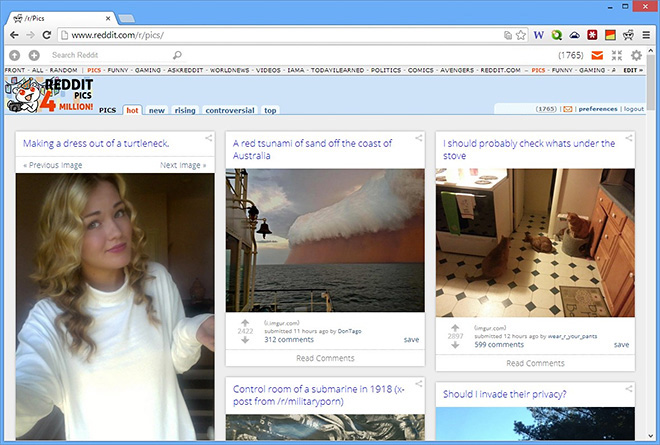 /r/Pics
www.reddit.com/r/pics/
Search Reddit
(1765)
FRONT - ALL - RANDOM | PICS - FUNNY - GAMING - ASKREDDIT - WORLDNEWS - VIDEOS - IAMA - TODAYILEARNED - POLITICS - COMICS - AVENGERS - REDDIT.COM – PICS - FUNNY - GAMING - EDIT »
REDDIT
PICS
4 MILLION!
PICS hot new rising controversial top
(1765) | | preferences | logout
Making a dress out of a turtleneck.
« Previous Image Next Image »
A red tsunami of sand off the coast of
Australia
2422
(i.imgur.com)
submitted 11 hours ago by DonTago
312 comments save
Read Comments
Control room of a submarine in 1918 (x-
post from /r/militaryporn)
I should probably check whats under the
stove
2897
(imgur.com)
submitted 12 hours ago by wear_r_your_pants
599 comments save
Read Comments
Should I invade their privacy?